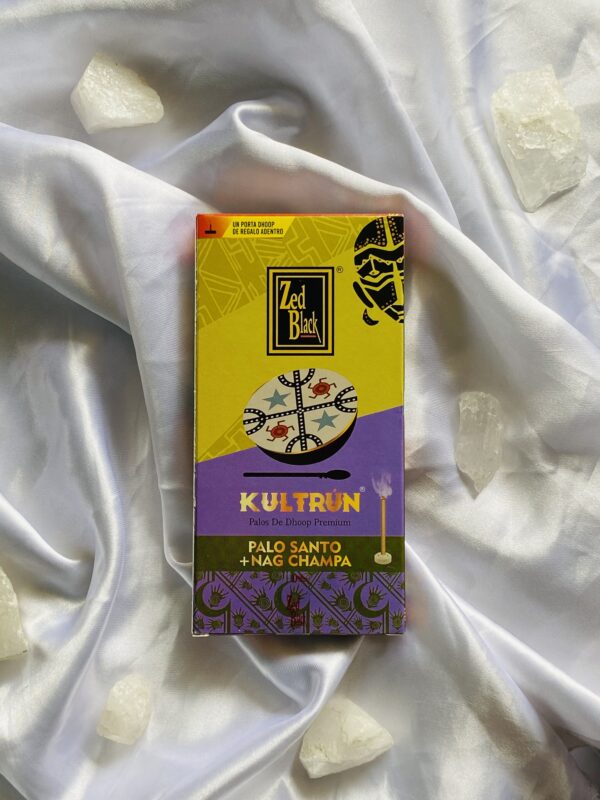 UN PORTA DHOOP
DE REGALO ADENTRO
Zed
Black
®
KULTRÚN®
Palos De Dhoop Premium
PALO SANTO
+NAG CHAMPA